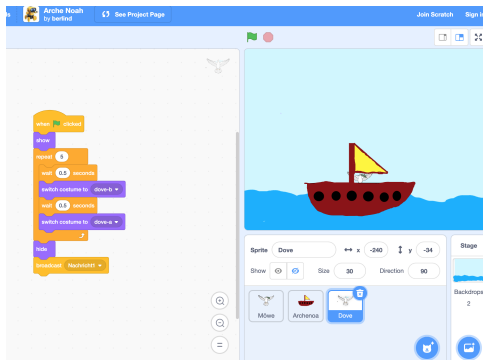 Arche Noah
by berlind
See Project Page
Join Scratch
when clicked
show
repeat 5
wait 0.5 seconds
switch costume to dove-b
wait 0.5 seconds
switch costume to dove-a
hide
broadcast Nachricht1
Sprite Dove x -240 y -34
Show Size 30 Direction 90
Möwe
Archenoa
Dove
Stage
Backdrops
2